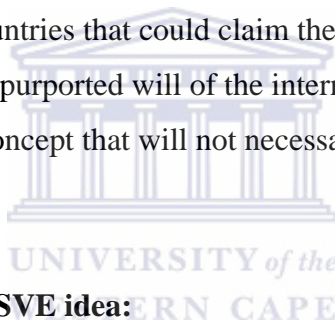 untries that could claim the
purported will of the intern
oncept that will not necessa
UNIVERSITY of the
SVE idea:
ERN CAPE